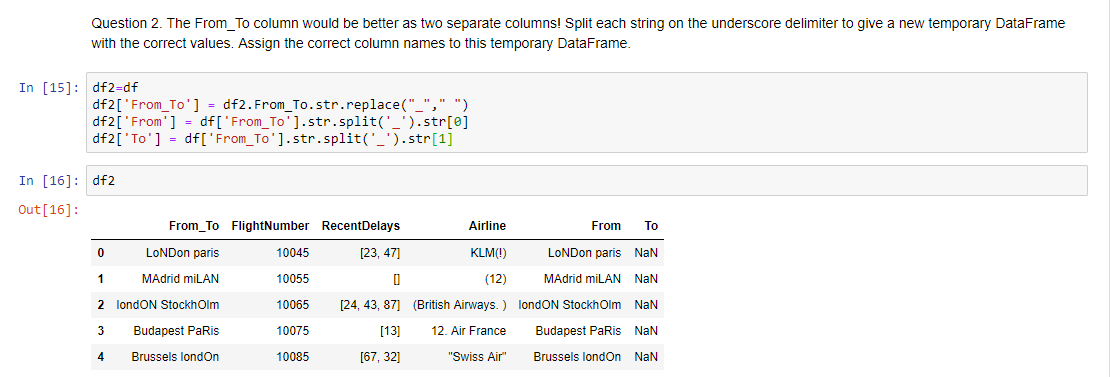 Question 2. The From_To column would be better as two separate columns! Split each string on the underscore delimiter to give a new temporary DataFrame
with the correct values. Assign the correct column names to this temporary DataFrame.
In [15]: df2=df
df2['From_To'] = df2.From_To.str.replace("_"," ")
df2['From'] = df['From_To'].str.split('_').str[0]
df2['To'] = df['From_To'].str.split('_').str[1]
In [16]: df2
Out[16]:
From_To FlightNumber RecentDelays Airline From To
0 LoNDon paris 10045 [23, 47] KLM(!) LoNDon paris NaN
1 MAdrid miLAN 10055 [] (12) MAdrid miLAN NaN
2 londON StockhOlm 10065 [24, 43, 87] (British Airways. ) londON StockhOlm NaN
3 Budapest PaRis 10075 [13] 12. Air France Budapest PaRis NaN
4 Brussels londOn 10085 [67, 32] "Swiss Air" Brussels londOn NaN